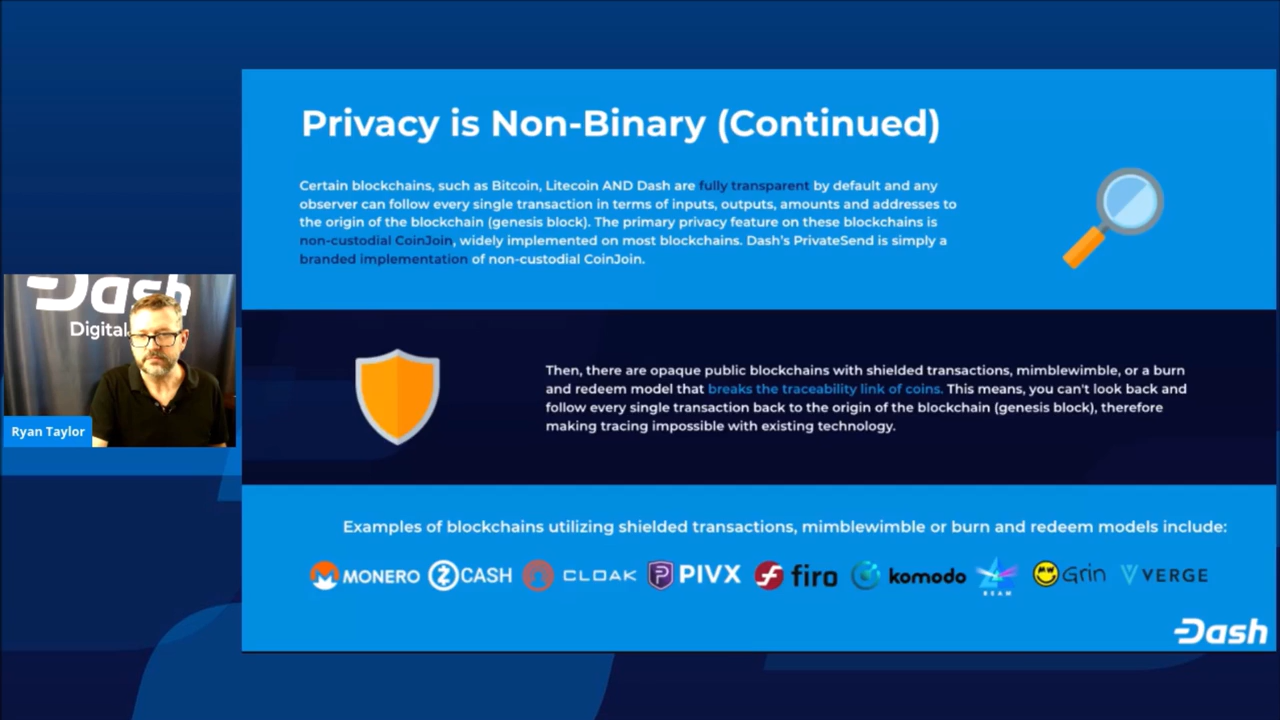 Privacy is Non-Binary (Continued)
Certain blockchains, such as Bitcoin, Litecoin AND Dash are fully transparent by default and any
observer can follow every single transaction in terms of inputs, outputs, amounts and addresses to
the origin of the blockchain (genesis block). The primary privacy feature on these blockchains is
non-custodial CoinJoin, widely implemented on most blockchains. Dash's PrivateSend is simply a
branded implementation of non-custodial CoinJoin.
Dash
Digital
Ryan Taylor
Then, there are opaque public blockchains with shielded transactions, mimblewimble, or a burn
and redeem model that breaks the traceability link of coins. This means, you can't look back and
follow every single transaction back to the origin of the blockchain (genesis block), therefore
making tracing impossible with existing technology.
Examples of blockchains utilizing shielded transactions, mimblewimble or burn and redeem models include:
MONERO ZCASH CLOAK PIVX firo komodo BEAM MW Grin VERGE
Dash